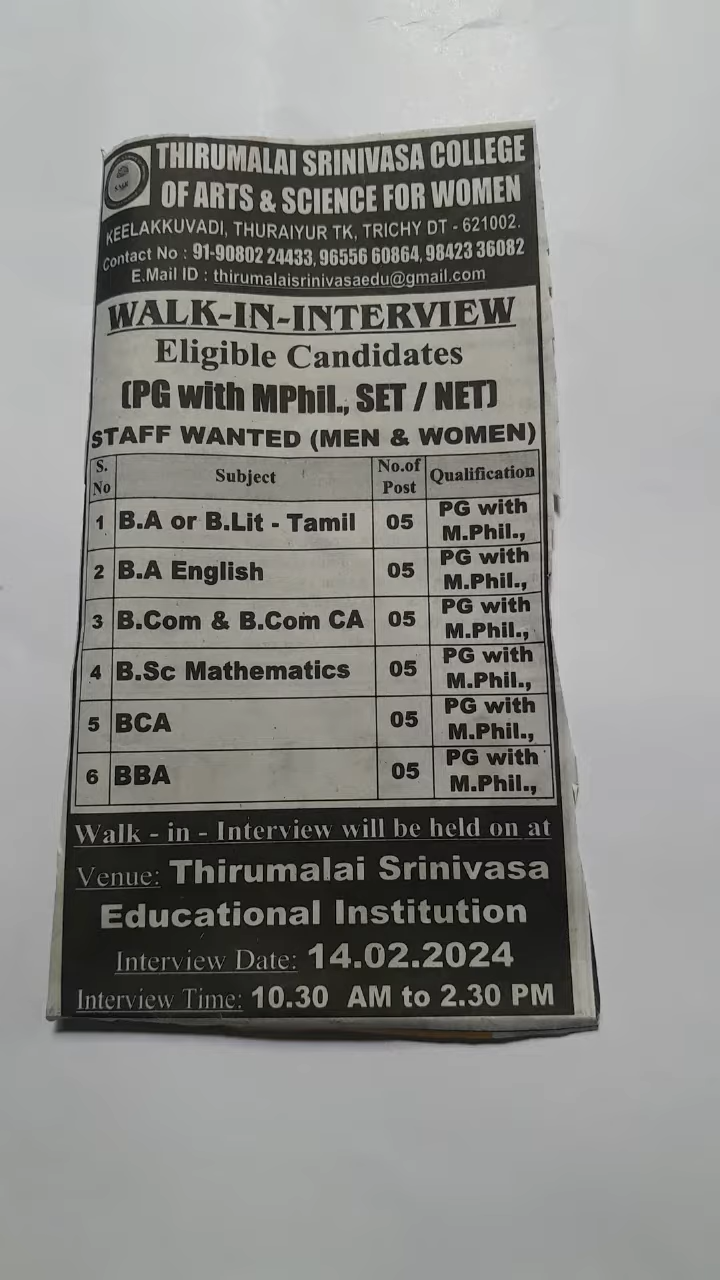 THIRUMALAI SRINIVASA COLLEGE
OF ARTS & SCIENCE FOR WOMEN
KEELAKKUVADI, THURAIYUR TK, TRICHY DT - 621002.
Contact No : 91-90802 24433, 96556 60864, 98423 36082
E.Mail ID : thirumalaisrinivasaedu@gmail.com
WALK-IN-INTERVIEW
Eligible Candidates
(PG with MPhil., SET / NET)
STAFF WANTED (MEN & WOMEN)
S. No Subject No.of Post Qualification
1 B.A or B.Lit - Tamil 05 PG with M.Phil.,
2 B.A English 05 PG with M.Phil.,
3 B.Com & B.Com CA 05 PG with M.Phil.,
4 B.Sc Mathematics 05 PG with M.Phil.,
5 BCA 05 PG with M.Phil.,
6 BBA 05 PG with M.Phil.,
Walk - in - Interview will be held on at
Venue: Thirumalai Srinivasa
Educational Institution
Interview Date: 14.02.2024
Interview Time: 10.30 AM to 2.30 PM